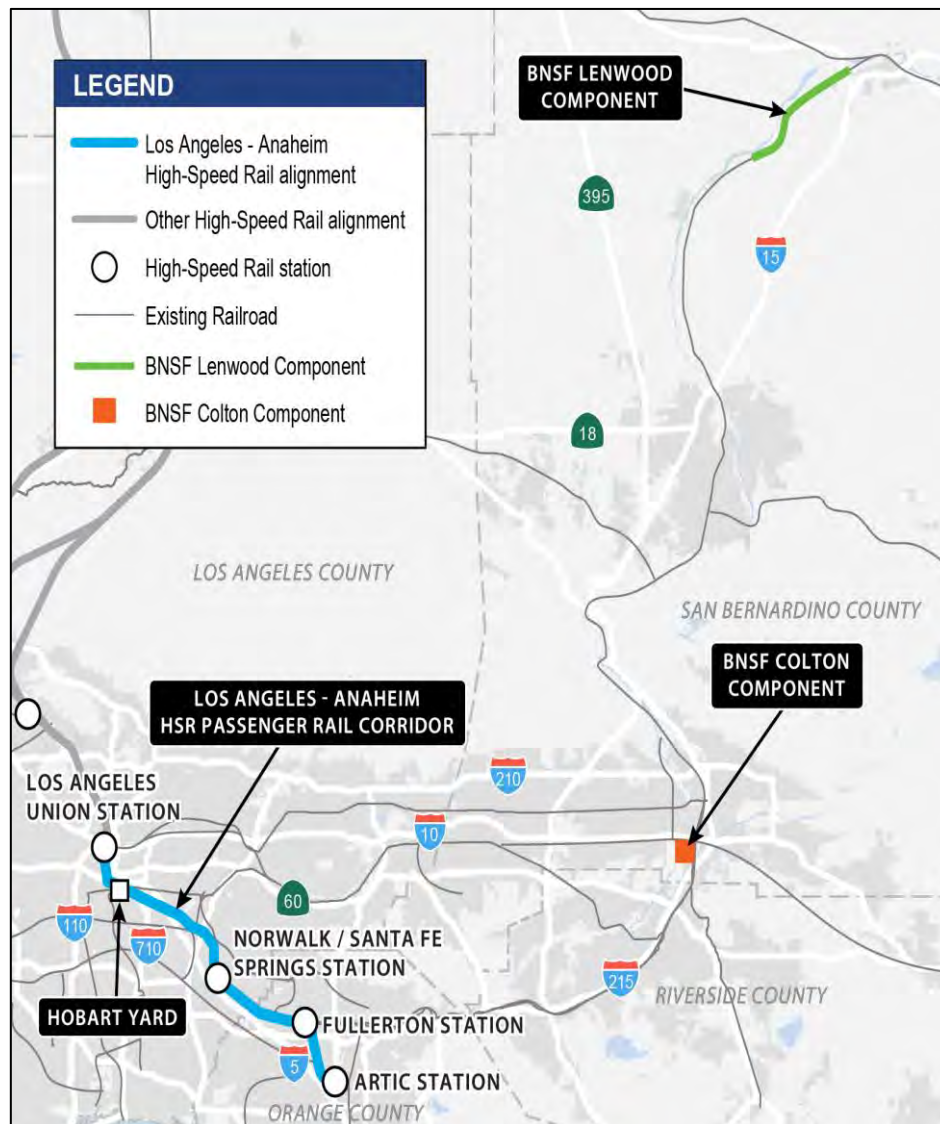 LEGEND
Los Angeles - Anaheim
High-Speed Rail alignment
Other High-Speed Rail alignment
High-Speed Rail station
Existing Railroad
BNSF Lenwood Component
BNSF Colton Component
BNSF LENWOOD
COMPONENT
395
15
18
LOS ANGELES COUNTY
SAN BERNARDINO COUNTY
BNSF COLTON
COMPONENT
LOS ANGELES - ANAHEIM
HSR PASSENGER RAIL CORRIDOR
LOS ANGELES
UNION STATION
210
10
60
110
710
NORWALK / SANTA FE
SPRINGS STATION
215
RIVERSIDE COUNTY
HOBART YARD
FULLERTON STATION
5
ARTIC STATION
ORANGE COUNTY